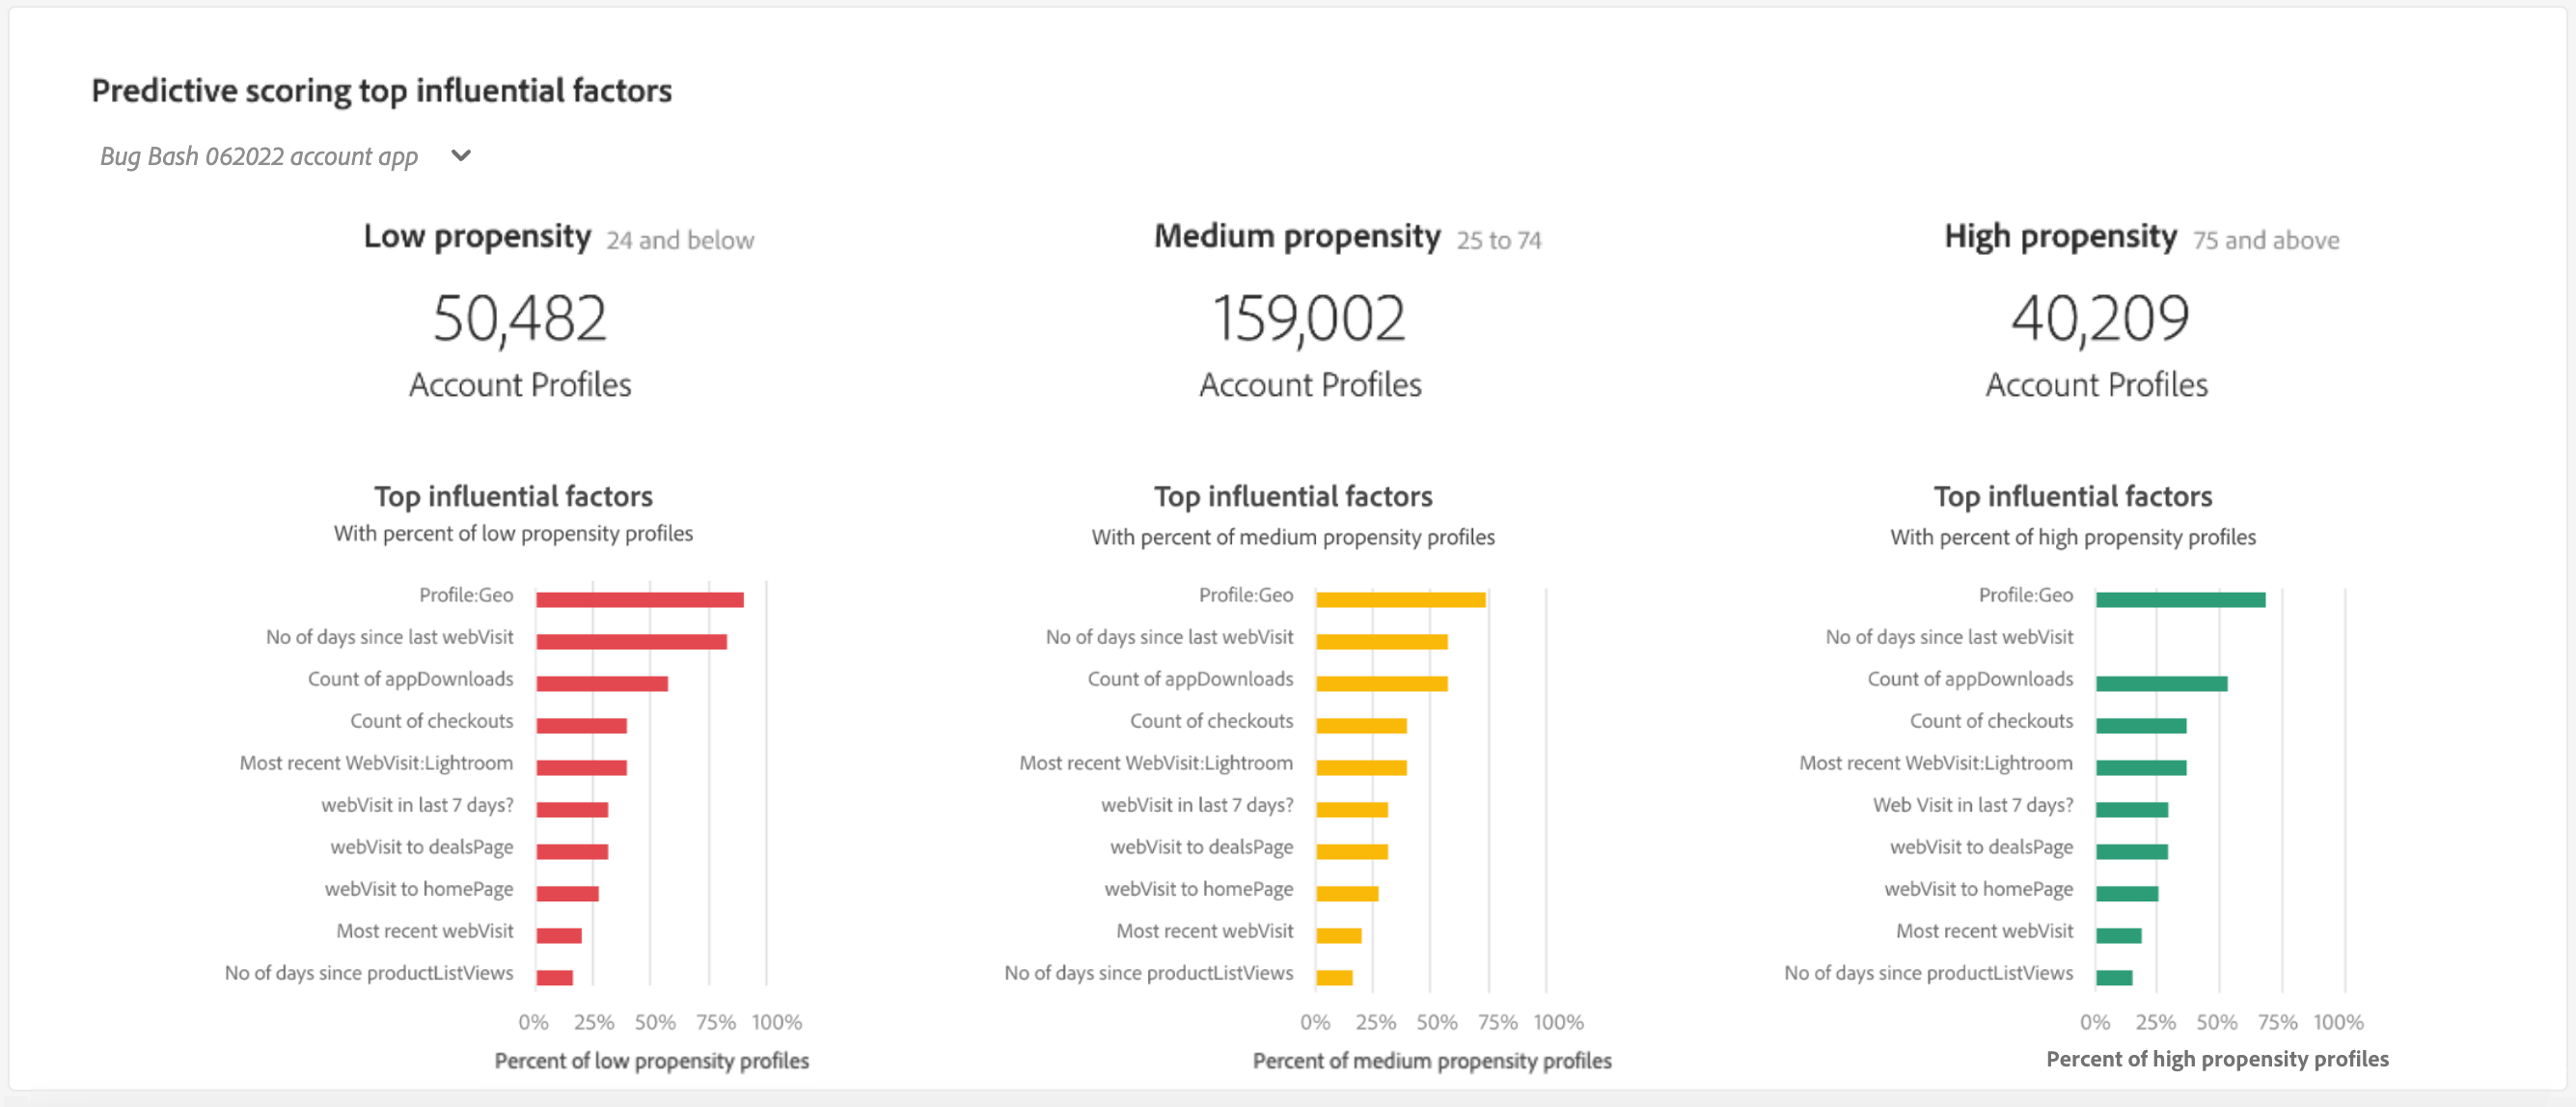 Predictive scoring top influential factors
Bug Bash 062022 account app
Low propensity 24 and below
50,482
Account Profiles
Top influential factors
With percent of low propensity profiles
Profile:Geo
No of days since last webVisit
Count of appDownloads
Count of checkouts
Most recent WebVisit:Lightroom
webVisit in last 7 days?
webVisit to dealsPage
webVisit to homePage
Most recent webVisit
No of days since productListViews
0% 25% 50% 75% 100%
Percent of low propensity profiles
Medium propensity 25 to 74
159,002
Account Profiles
Top influential factors
With percent of medium propensity profiles
Profile:Geo
No of days since last webVisit
Count of appDownloads
Count of checkouts
Most recent WebVisit:Lightroom
webVisit in last 7 days?
webVisit to dealsPage
webVisit to homePage
Most recent webVisit
No of days since productListViews
0% 25% 50% 75% 100%
Percent of medium propensity profiles
High propensity 75 and above
40,209
Account Profiles
Top influential factors
With percent of high propensity profiles
Profile:Geo
No of days since last webVisit
Count of appDownloads
Count of checkouts
Most recent WebVisit:Lightroom
Web Visit in last 7 days?
webVisit to dealsPage
webVisit to homePage
Most recent webVisit
No of days since productListViews
0% 25% 50% 75% 100%
Percent of high propensity profiles